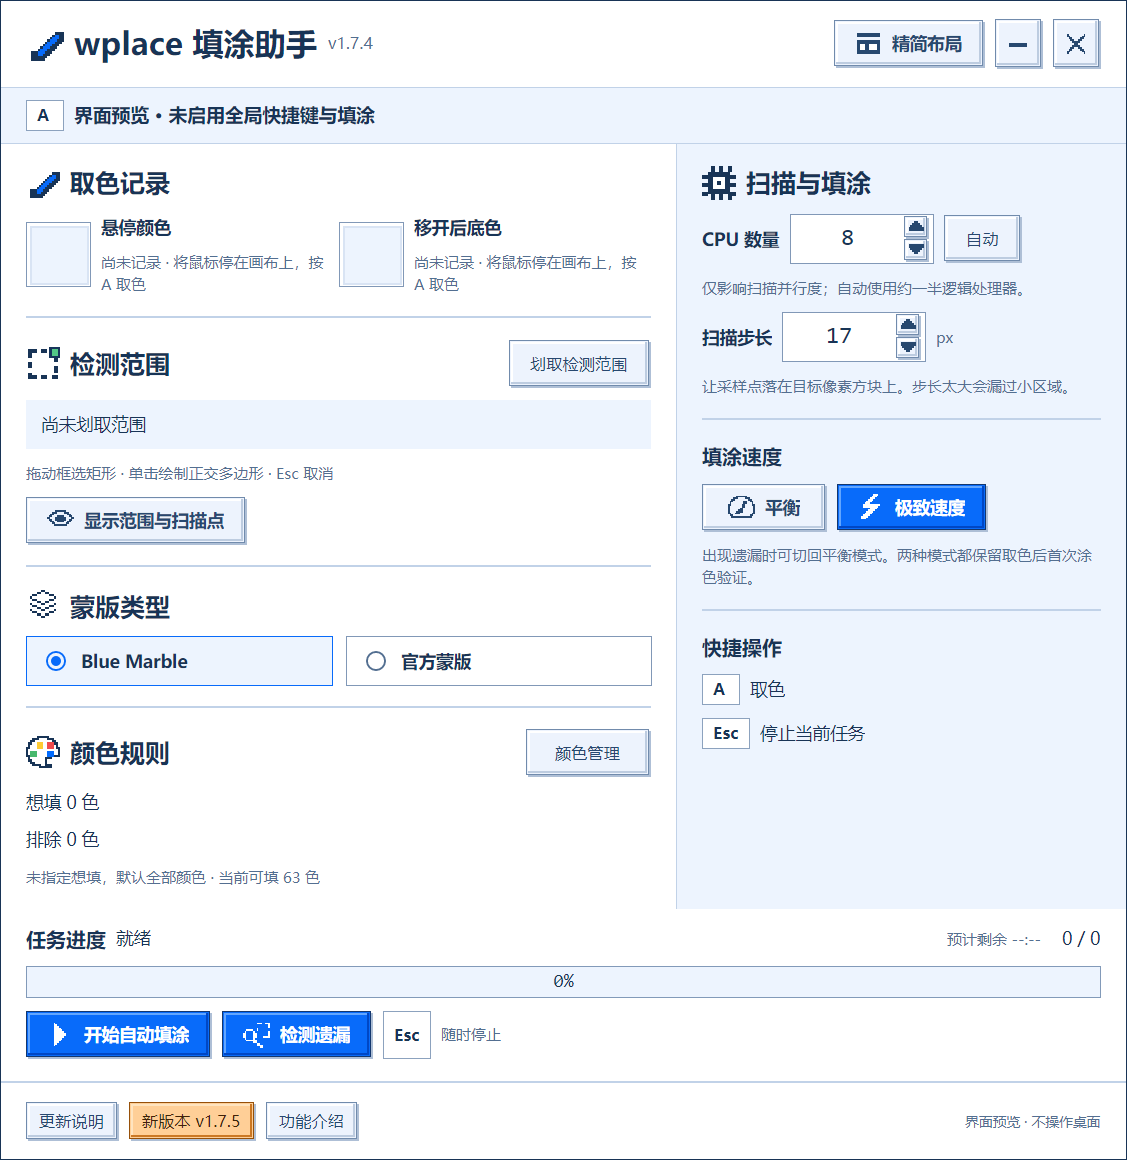 wplace 填涂助手 v1.7.4
精简布局
A 界面预览 • 未启用全局快捷键与填涂
取色记录
悬停颜色
尚未记录 · 将鼠标停在画布上，按
A 取色
移开后底色
尚未记录 · 将鼠标停在画布上，按
A 取色
检测范围
划取检测范围
尚未划取范围
拖动框选矩形 · 单击绘制正交多边形 · Esc 取消
显示范围与扫描点
蒙版类型
Blue Marble
官方蒙版
颜色规则
颜色管理
想填 0 色
排除 0 色
未指定想填，默认全部颜色 · 当前可填 63 色
扫描与填涂
CPU 数量 8 自动
仅影响扫描并行度；自动使用约一半逻辑处理器。
扫描步长 17 px
让采样点落在目标像素方块上。步长太大会漏过小区域。
填涂速度
平衡
极致速度
出现遗漏时可切回平衡模式。两种模式都保留取色后首次涂
色验证。
快捷操作
A 取色
Esc 停止当前任务
任务进度 就绪
预计剩余 --:-- 0 / 0
0%
开始自动填涂
检测遗漏
Esc 随时停止
更新说明
新版本 v1.7.5
功能介绍
界面预览 · 不操作桌面